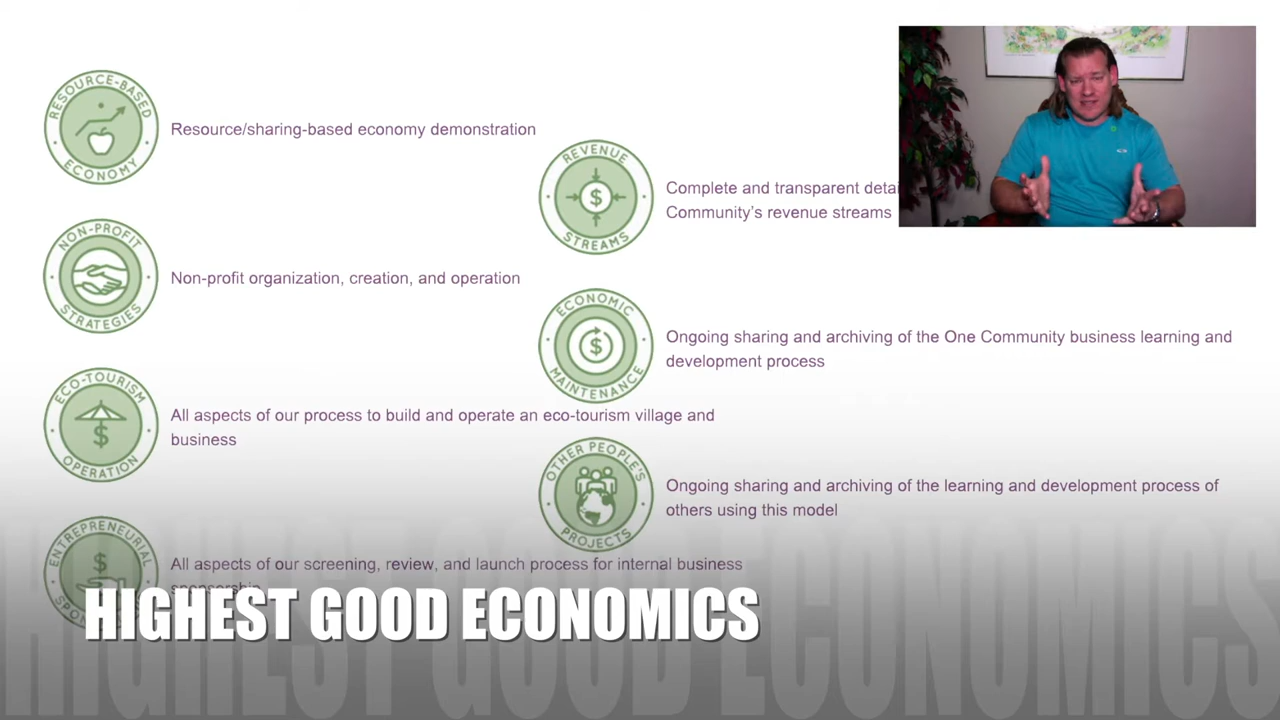 RESOURCE-BASED
ECONOMY
Resource/sharing-based economy demonstration
NON-PROFIT
STRATEGIES
Non-profit organization, creation, and operation
ECO-TOURISM
OPERATION
All aspects of our process to build and operate an eco-tourism village and
business
ENTREPRENEURIAL
All aspects of our screening, review, and launch process for internal business
sponsorship
REVENUE
STREAMS
Complete and transparent
Community's revenue streams
ECONOMIC
MAINTENANCE
Ongoing sharing and archiving of the One Community business learning and
development process
OTHER PEOPLE'S
PROJECTS
Ongoing sharing and archiving of the learning and development process of
others using this model
HIGHEST GOOD ECONOMICS
HIGHEST GOOD ECONOMICS